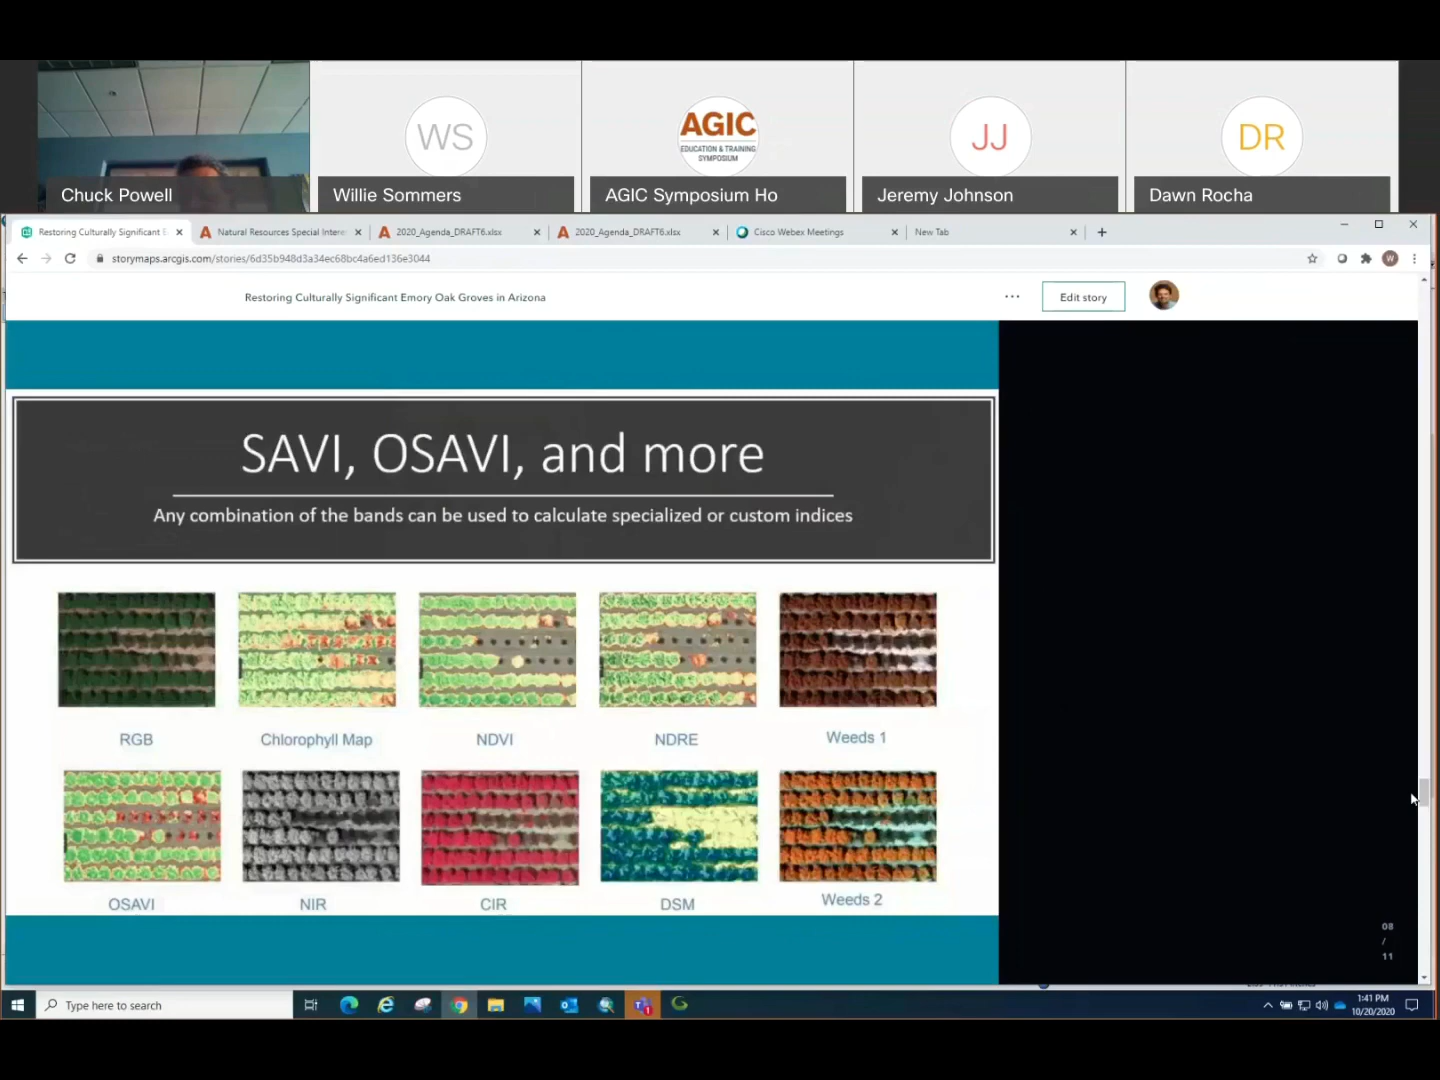 WS
AGIC
EDUCATION & TRAINING
SYMPOSIUM
JJ
DR
Chuck Powell
Willie Sommers
AGIC Symposium Ho
Jeremy Johnson
Dawn Rocha
Restoring Culturally Significant E
Natural Resources Special Intere
2020_Agenda_DRAFT6.xlsx
2020_Agenda_DRAFT6.xlsx
Cisco Webex Meetings
New Tab
storymaps.arcgis.com/stories/6d35b948d3a34ec68bc4a6ed136e3044
W
Restoring Culturally Significant Emory Oak Groves in Arizona
Edit story
SAVI, OSAVI, and more
Any combination of the bands can be used to calculate specialized or custom indices
RGB
Chlorophyll Map
NDVI
NDRE
Weeds 1
OSAVI
NIR
CIR
DSM
Weeds 2
08
/
11
Type here to search
1:41 PM
10/20/2020